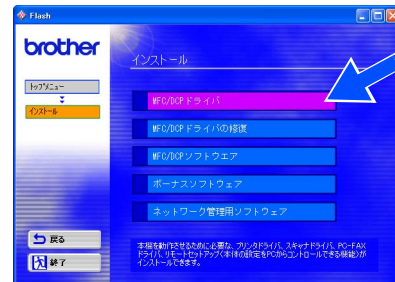 Flash
brother
インストール
トップメニュー
インストール
MFC/DCPドライバ
MFC/DCPドライバの修復
MFC/DCPソフトウエア
ボーナスソフトウェア
ネットワーク管理用ソフトウェア
戻る
終了
本機を動作させるために必要な、プリンタドライバ、スキャナドライバ、PC-FAX
ドライバ、リモートセットアップ(本体の設定をPCからコントロールできる機能)が
インストールできます。